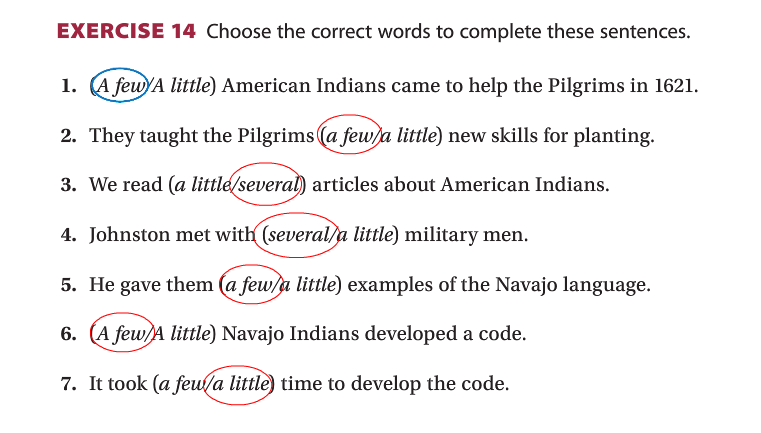 EXERCISE 14 Choose the correct words to complete these sentences.
1. (A few/A little) American Indians came to help the Pilgrims in 1621.
2. They taught the Pilgrims (a few/a little) new skills for planting.
3. We read (a little/several) articles about American Indians.
4. Johnston met with (several/a little) military men.
5. He gave them (a few/a little) examples of the Navajo language.
6. (A few/A little) Navajo Indians developed a code.
7. It took (a few/a little) time to develop the code.